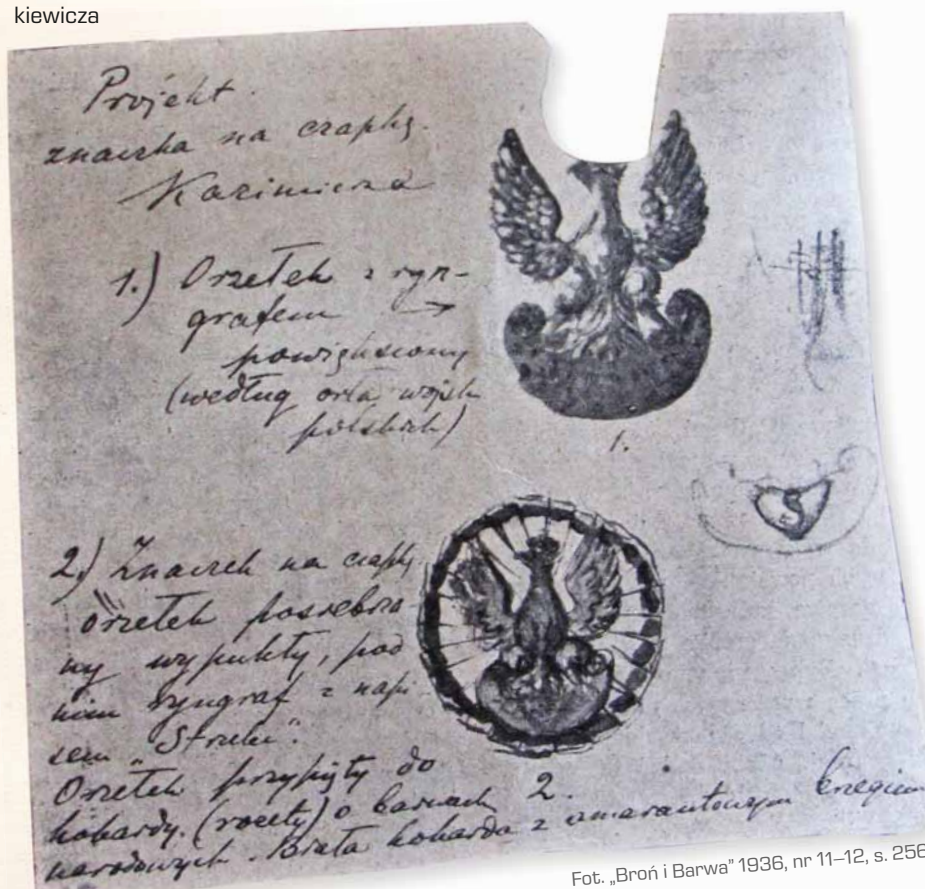 kiewicza
Projekt
znaczka na czapkę.
Kazimierza
1.) Orzełek z ryn-
grafem →
powiększony
(według orła wojsk
polskich)
1.
2.) Znaczek na czapkę
orzełek posrebrza
ny wypukły, pod
nim ryngraf z napi
sem „Strzelec”.
Orzełek przypięty do
kokardy. (rozety) o barwach 2.
narodowych. Biała kokarda z amarantowym brzegiem
Fot. „Broń i Barwa” 1936, nr 11–12, s. 256